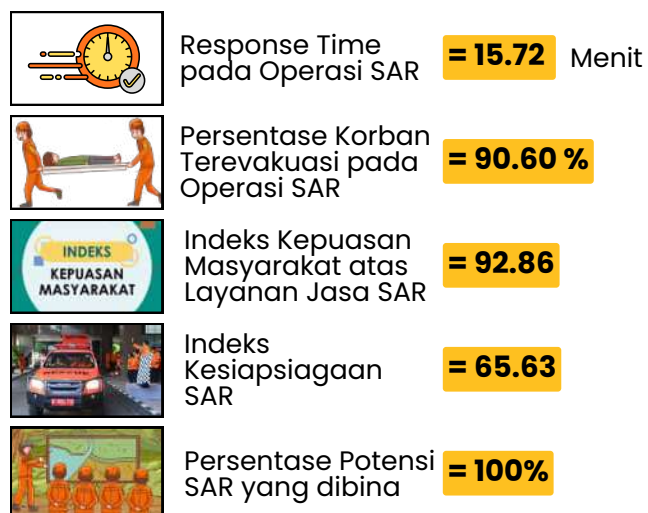 Response Time
pada Operasi SAR
= 15.72 Menit
Persentase Korban
Terevakuasi pada
Operasi SAR
= 90.60 %
INDEKS
KEPUASAN
MASYARAKAT
Indeks Kepuasan
Masyarakat atas
Layanan Jasa SAR
= 92.86
Indeks
Kesiapsiagaan
SAR
= 65.63
Persentase Potensi
SAR yang dibina
= 100%